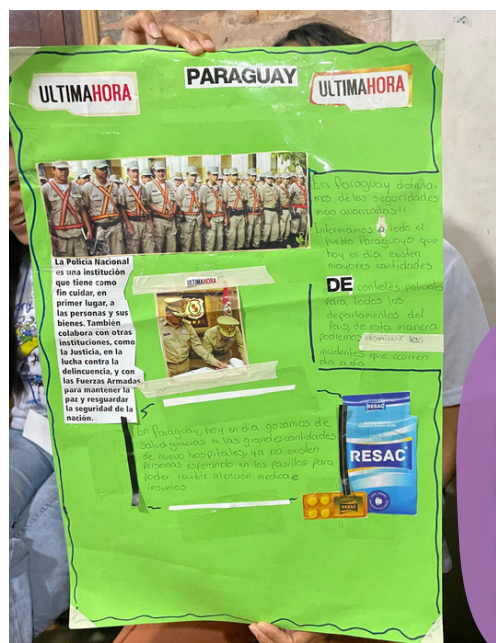 PARAGUAY
ULTIMAHORA
ULTIMAHORA
En Paraguay disfruta-
mos de las seguridades
más avanzadas!!
Informamos a todo el
pueblo Paraguayo que
hoy en día existen
mayores cantidades
DE controles policiales
para todos los
departamentos del
País, de esta manera
podremos disminuir los
incidentes que ocurren
día a día.
La Policía Nacional
es una institución
que tiene como
fin cuidar, en
primer lugar, a
las personas y sus
bienes. También
colabora con otras
instituciones, como
la Justicia, en la
lucha contra la
delincuencia, y con
las Fuerzas Armadas
para mantener la
paz y resguardar
la seguridad de la
nación.
ULTIMAHORA
En Paraguay, hoy en día gozamos de
Salud gracias a las grandes cantidades
de nuevo hospitales, ya no existen
Personas esperando en los pasillos para
poder recibir atención medica e
insumos
RESAC
RESAC
RESAC